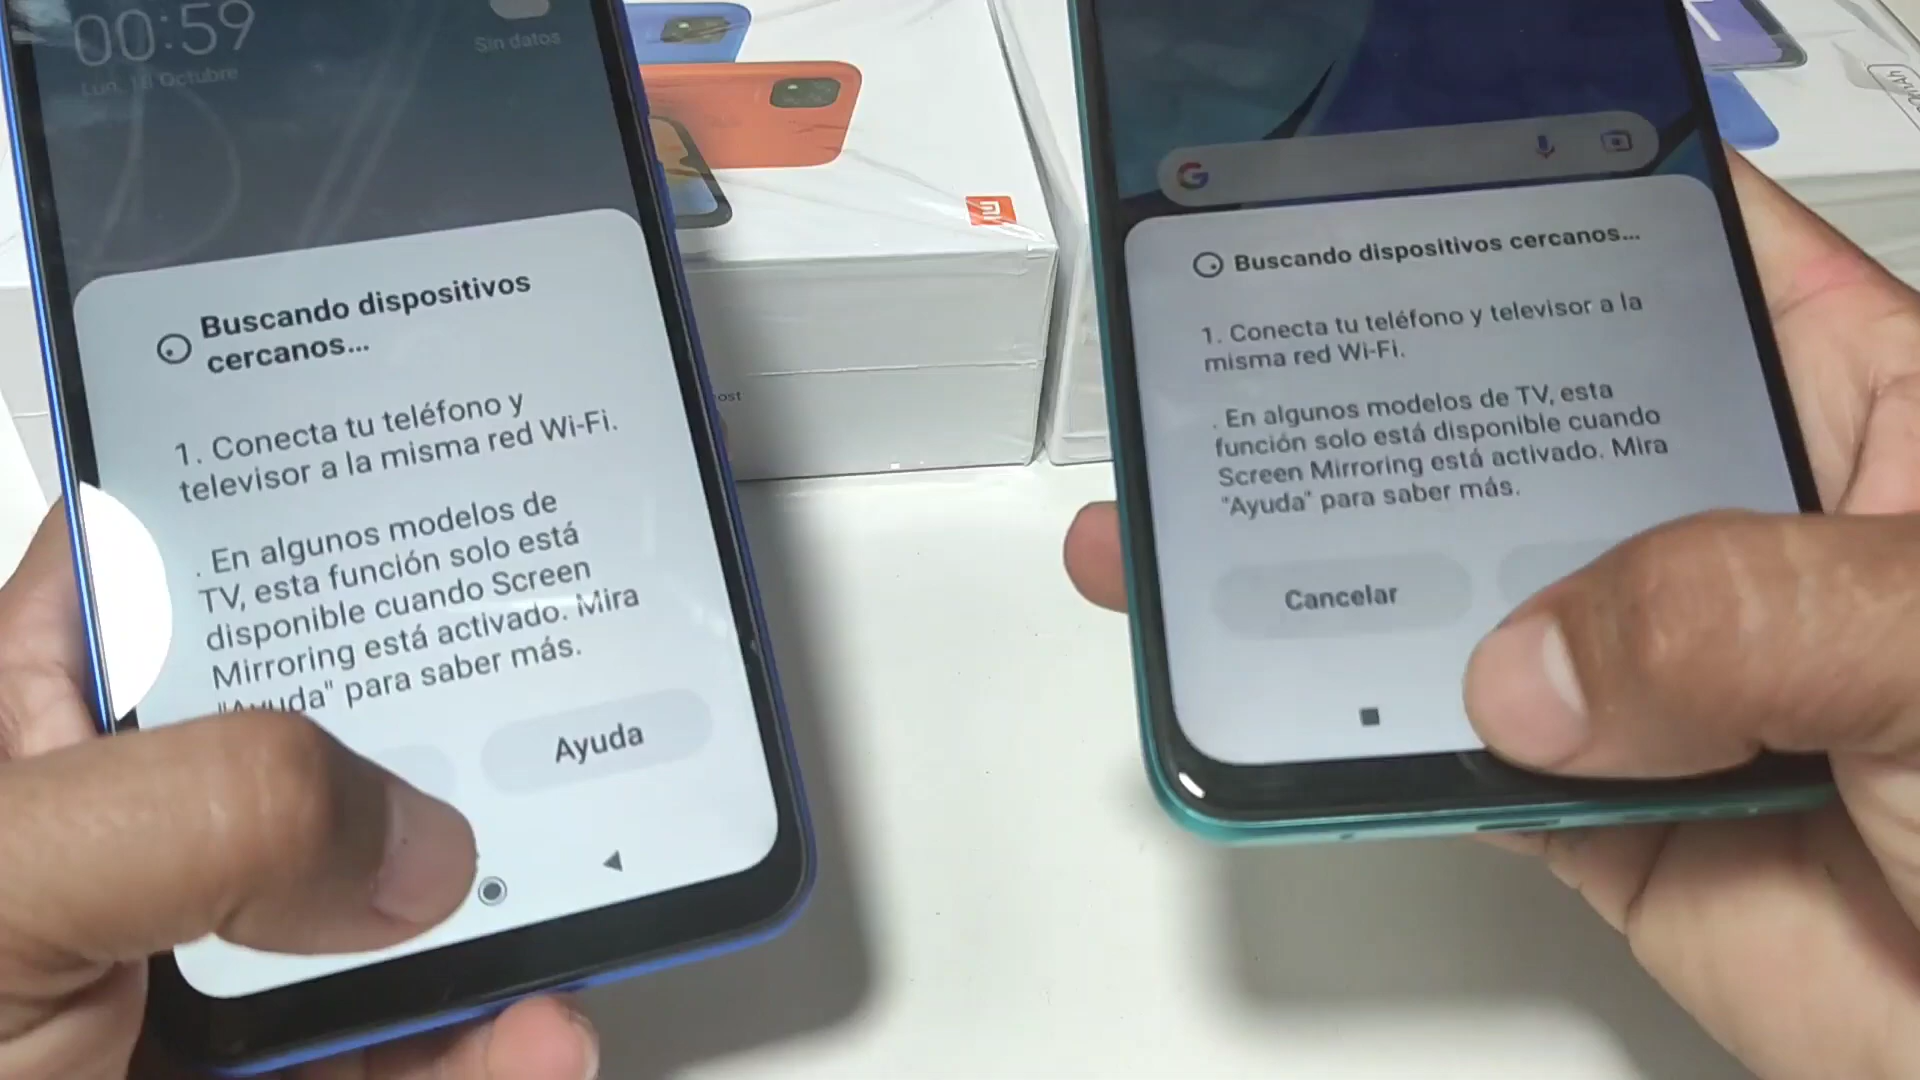 00:59
Lun. 18 Octubre
Sin datos
Buscando dispositivos
cercanos...
1. Conecta tu teléfono y
televisor a la misma red Wi-Fi.
. En algunos modelos de
TV, esta función solo está
disponible cuando Screen
Mirroring está activado. Mira
"Ayuda" para saber más.
Ayuda
mi
ost
G
Buscando dispositivos cercanos...
1. Conecta tu teléfono y televisor a la
misma red Wi-Fi.
. En algunos modelos de TV, esta
función solo está disponible cuando
Screen Mirroring está activado. Mira
"Ayuda" para saber más.
Cancelar